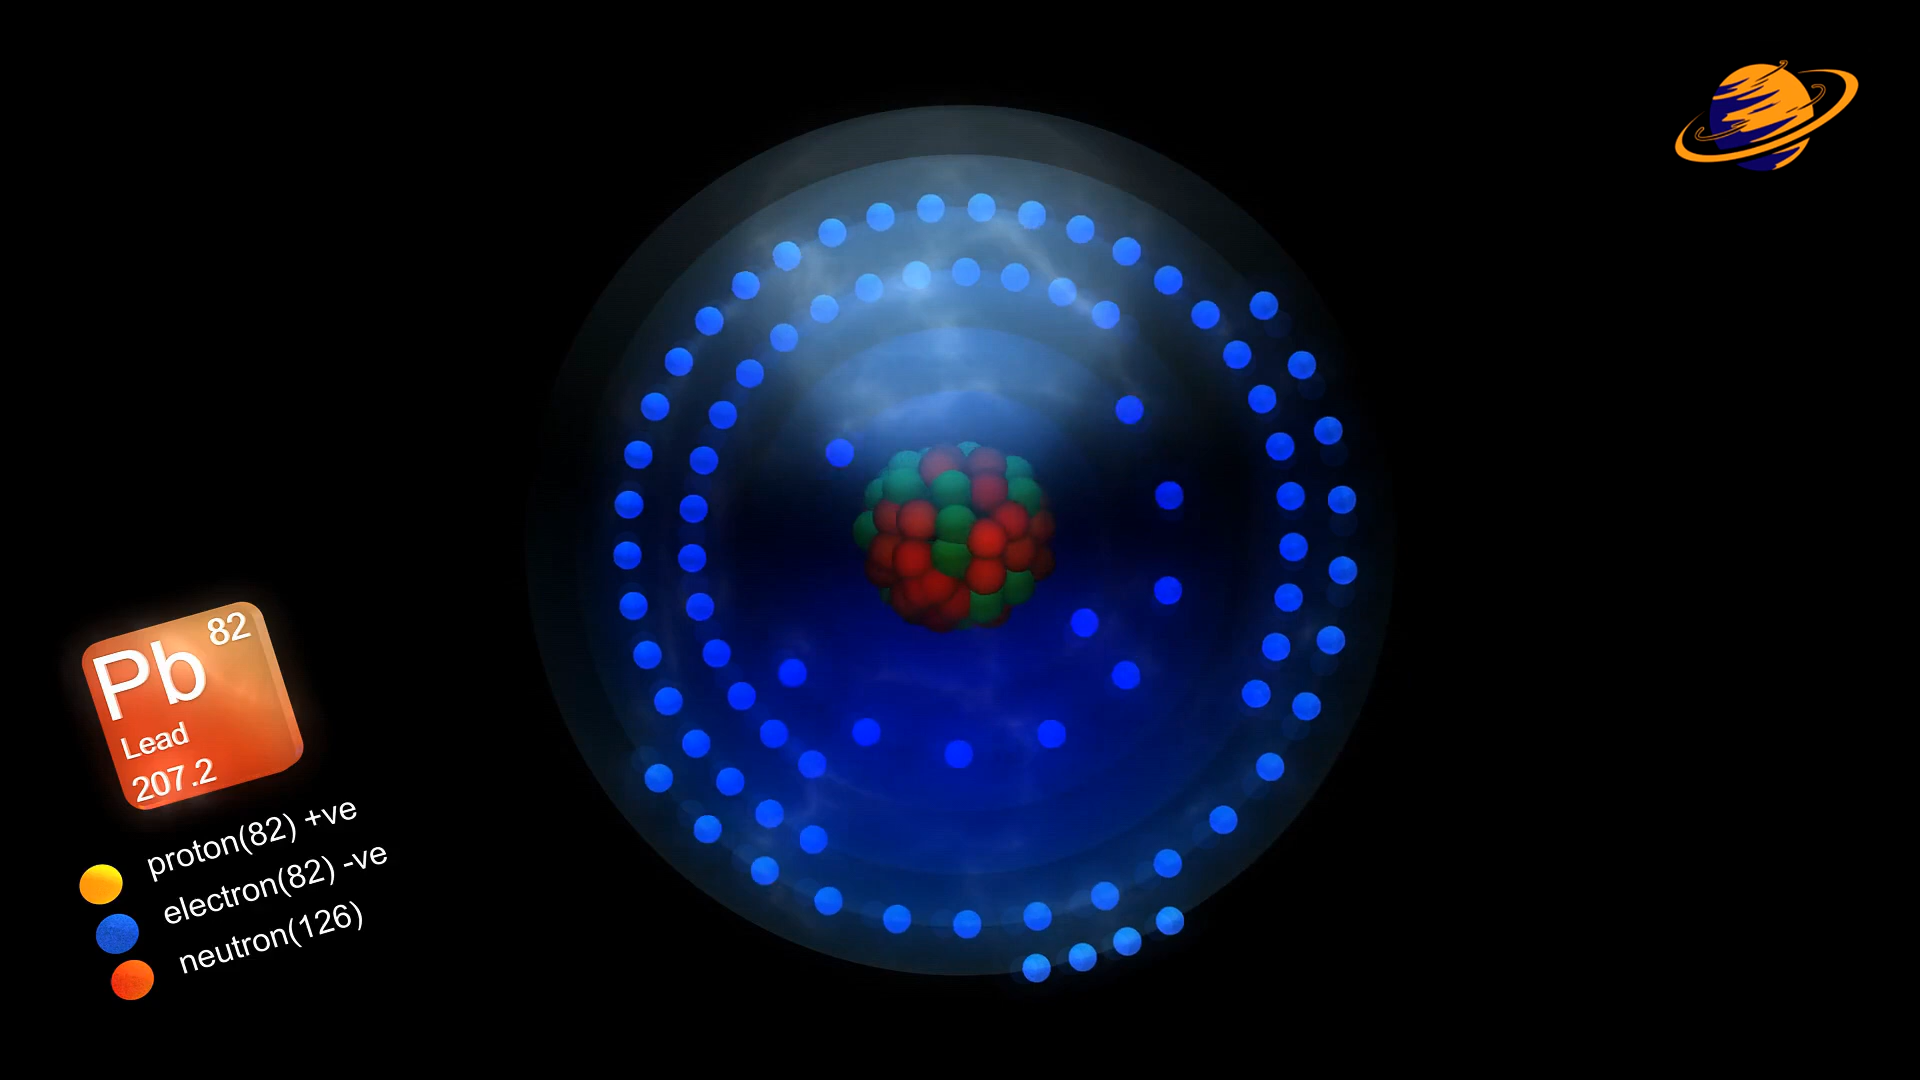 82
Pb
Lead
207.2
proton(82) +ve
electron(82) -ve
neutron(126)